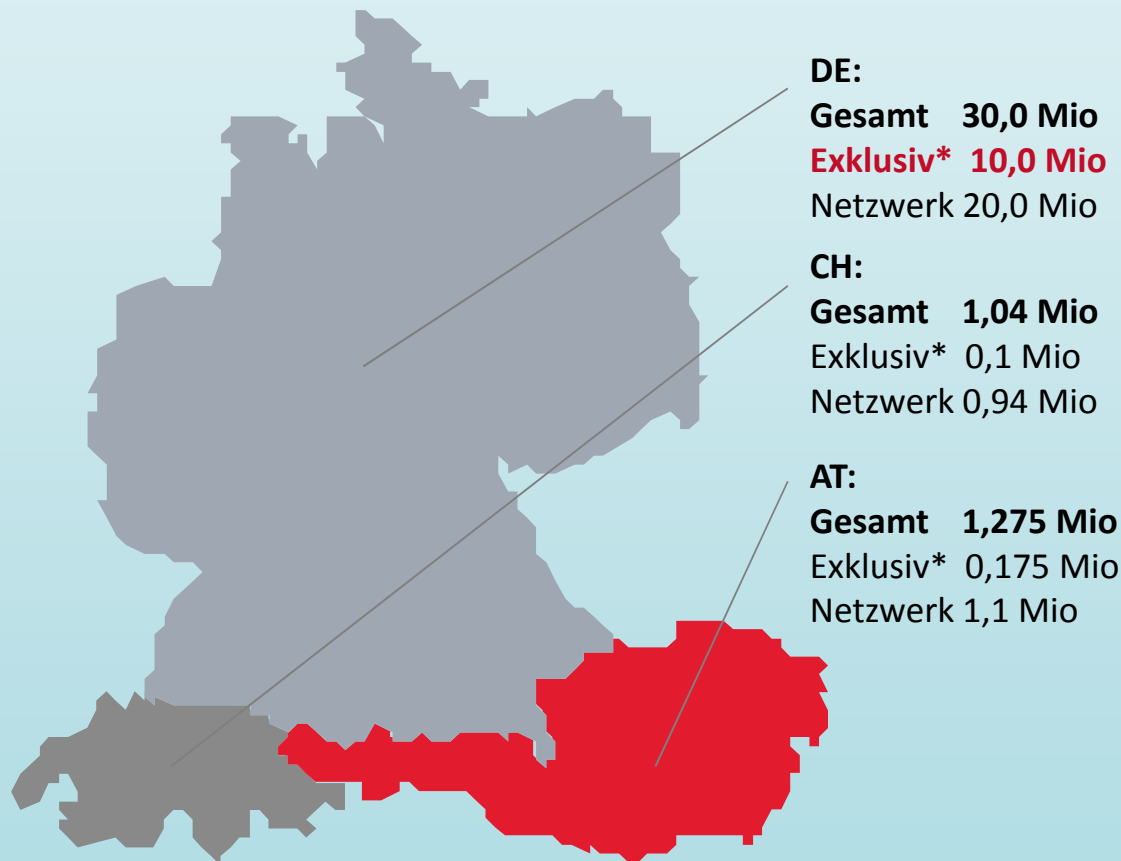 DE:
Gesamt 30,0 Mio
Exklusiv* 10,0 Mio
Netzwerk 20,0 Mio
CH:
Gesamt 1,04 Mio
Exklusiv* 0,1 Mio
Netzwerk 0,94 Mio
AT:
Gesamt 1,275 Mio
Exklusiv* 0,175 Mio
Netzwerk 1,1 Mio